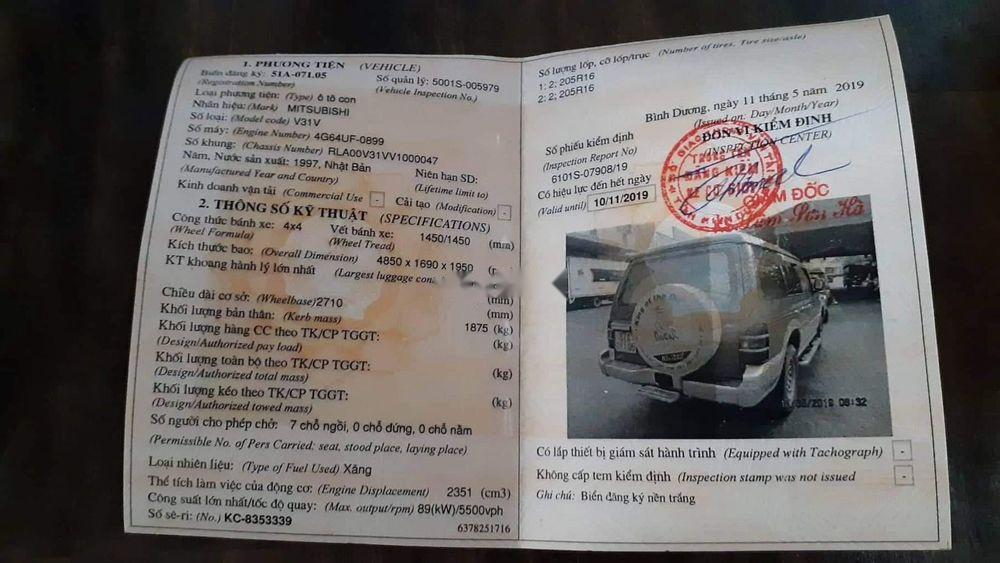 1. PHƯƠNG TIỆN (VEHICLE)
Biển đăng ký: 51A-071.05 Số quản lý: 5001S-005979
(Registration Number) (Vehicle Inspection No.)
Loại phương tiện: (Type) ô tô con
Nhãn hiệu: (Mark) MITSUBISHI
Số loại: (Model code) V31V
Số máy: (Engine Number) 4G64UF-0899
Số khung: (Chassis Number) RLA00V31VV1000047
Năm, Nước sản xuất: 1997, Nhật Bản Niên hạn SD:
(Manufactured Year and Country) (Lifetime limit to)
Kinh doanh vận tải (Commercial Use) - Cải tạo (Modification) -
2. THÔNG SỐ KỸ THUẬT (SPECIFICATIONS)
Công thức bánh xe: 4x4 Vết bánh xe: 1450/1450 (mm)
(Wheel Formula) (Wheel Tread)
Kích thước bao: (Overall Dimension) 4850 x 1690 x 1950
KT khoang hành lý lớn nhất (Largest luggage
(mm)
Chiều dài cơ sở: (Wheelbase) 2710 (mm)
Khối lượng bản thân: (Kerb mass) 1875 (kg)
Khối lượng hàng CC theo TK/CP TGGT: (kg)
(Design/Authorized pay load)
Khối lượng toàn bộ theo TK/CP TGGT: (kg)
(Design/Authorized total mass)
Khối lượng kéo theo TK/CP TGGT: (kg)
(Design/Authorized towed mass)
Số người cho phép chở: 7 chỗ ngồi, 0 chỗ đứng, 0 chỗ nằm
(Permissible No. of Pers Carried: seat, stood place, laying place)
Loại nhiên liệu: (Type of Fuel Used) Xăng
Thể tích làm việc của động cơ: (Engine Displacement) 2351 (cm3)
Công suất lớn nhất/tốc độ quay: (Max. output/rpm) 89(kW)/5500vph
Số sê-ri: (No.) KC-8353339 6378251716
Số lượng lốp, cỡ lốp/trục (Number of tires, Tire size/axle)
1: 2; 205R16
2: 2; 205R16
Bình Dương, ngày 11 tháng 5 năm 2019
(Issued on: Day/Month/Year)
Số phiếu kiểm định ĐƠN VỊ KIỂM ĐỊNH
(Inspection Report No) (INSPECTION CENTER)
6101S-07908/19
Có hiệu lực đến hết ngày
(Valid until) 10/11/2019
TRUNG TÂM
ĐĂNG KIỂM
XE CƠ GIỚI
GIÁM ĐỐC
Có lắp thiết bị giám sát hành trình (Equipped with Tachograph) -
Không cấp tem kiểm định (Inspection stamp was not issued -
Ghi chú: Biển đăng ký nền trắng